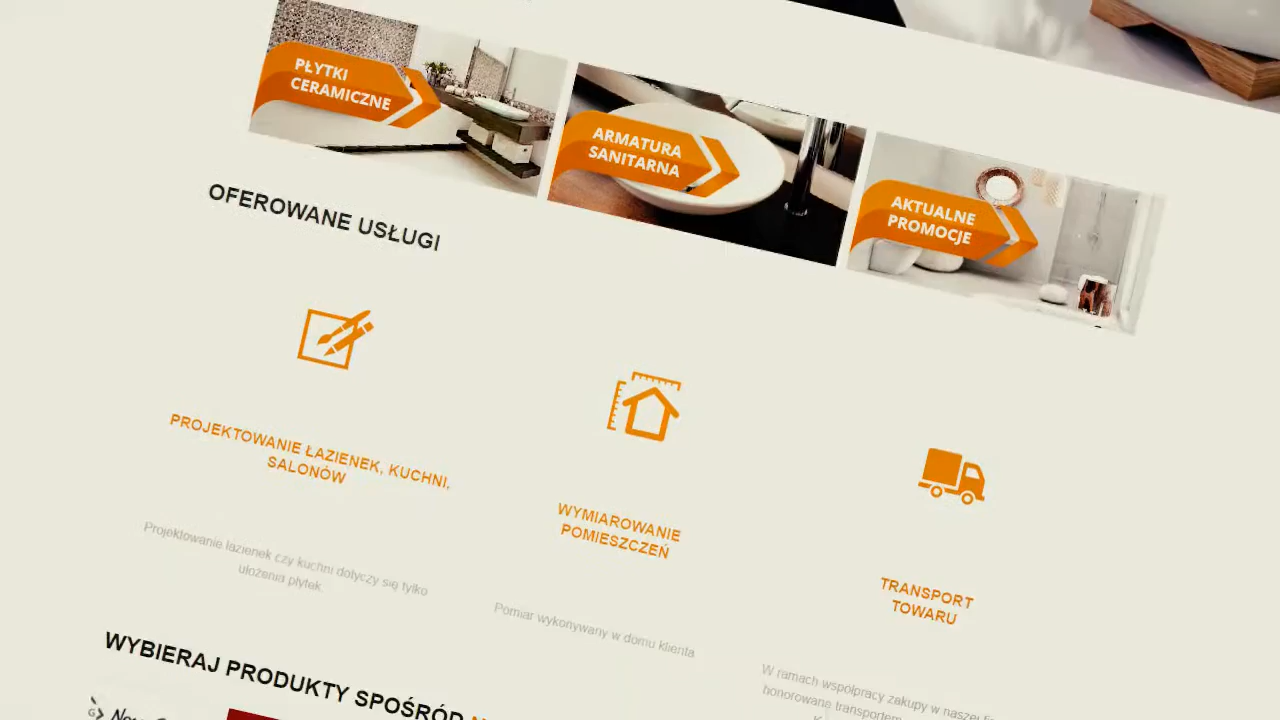 PŁYTKI
CERAMICZNE
ARMATURA
SANITARNA
AKTUALNE
PROMOCJE
OFEROWANE USŁUGI
PROJEKTOWANIE ŁAZIENEK, KUCHNI,
SALONÓW
Projektowanie łazienek czy kuchni dotyczy się tylko
ułożenia płytek
WYMIAROWANIE
POMIESZCZEŃ
Pomiar wykonywany w domu klienta
TRANSPORT
TOWARU
W ramach współpracy zakupy w naszej
honorowane transportem
WYBIERAJ PRODUKTY SPOŚRÓD